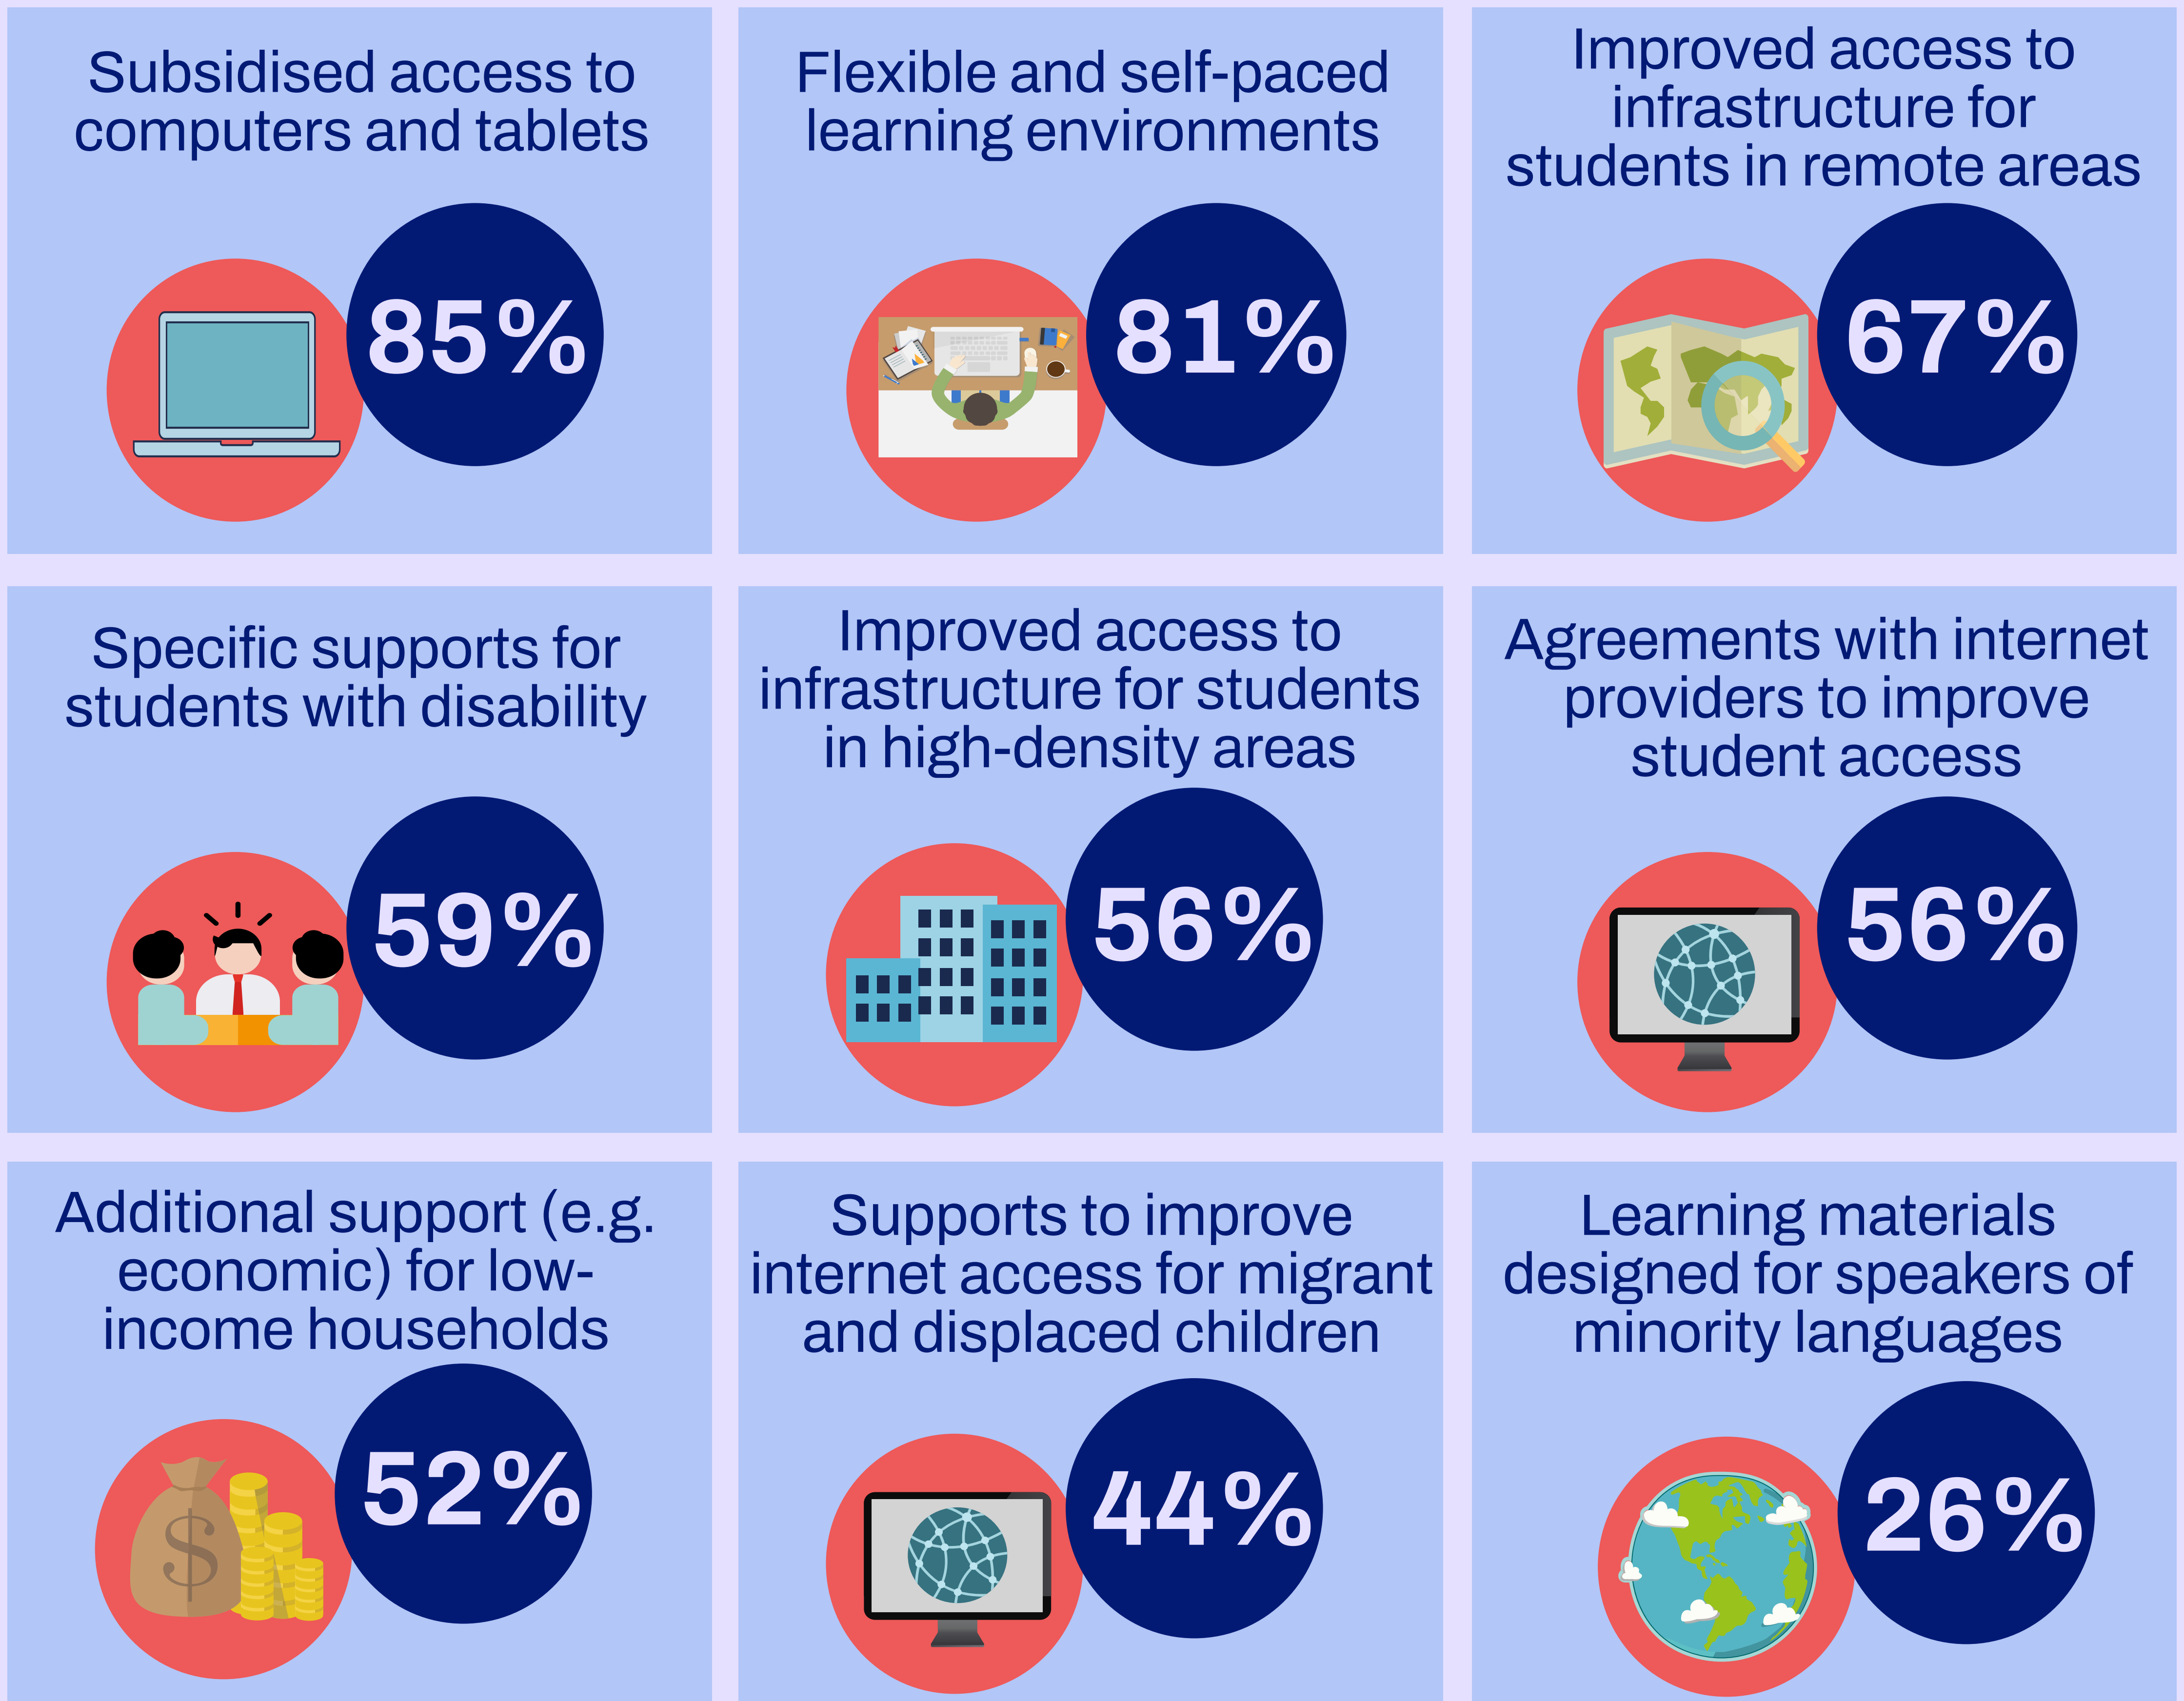 Subsidised access to
computers and tablets
85%
Flexible and self-paced
learning environments
81%
Improved access to
infrastructure for
students in remote areas
67%
Specific supports for
students with disability
59%
Improved access to
infrastructure for students
in high-density areas
56%
Agreements with internet
providers to improve
student access
56%
Additional support (e.g.
economic) for low-
income households
$
52%
Supports to improve
internet access for migrant
and displaced children
44%
Learning materials
designed for speakers of
minority languages
26%